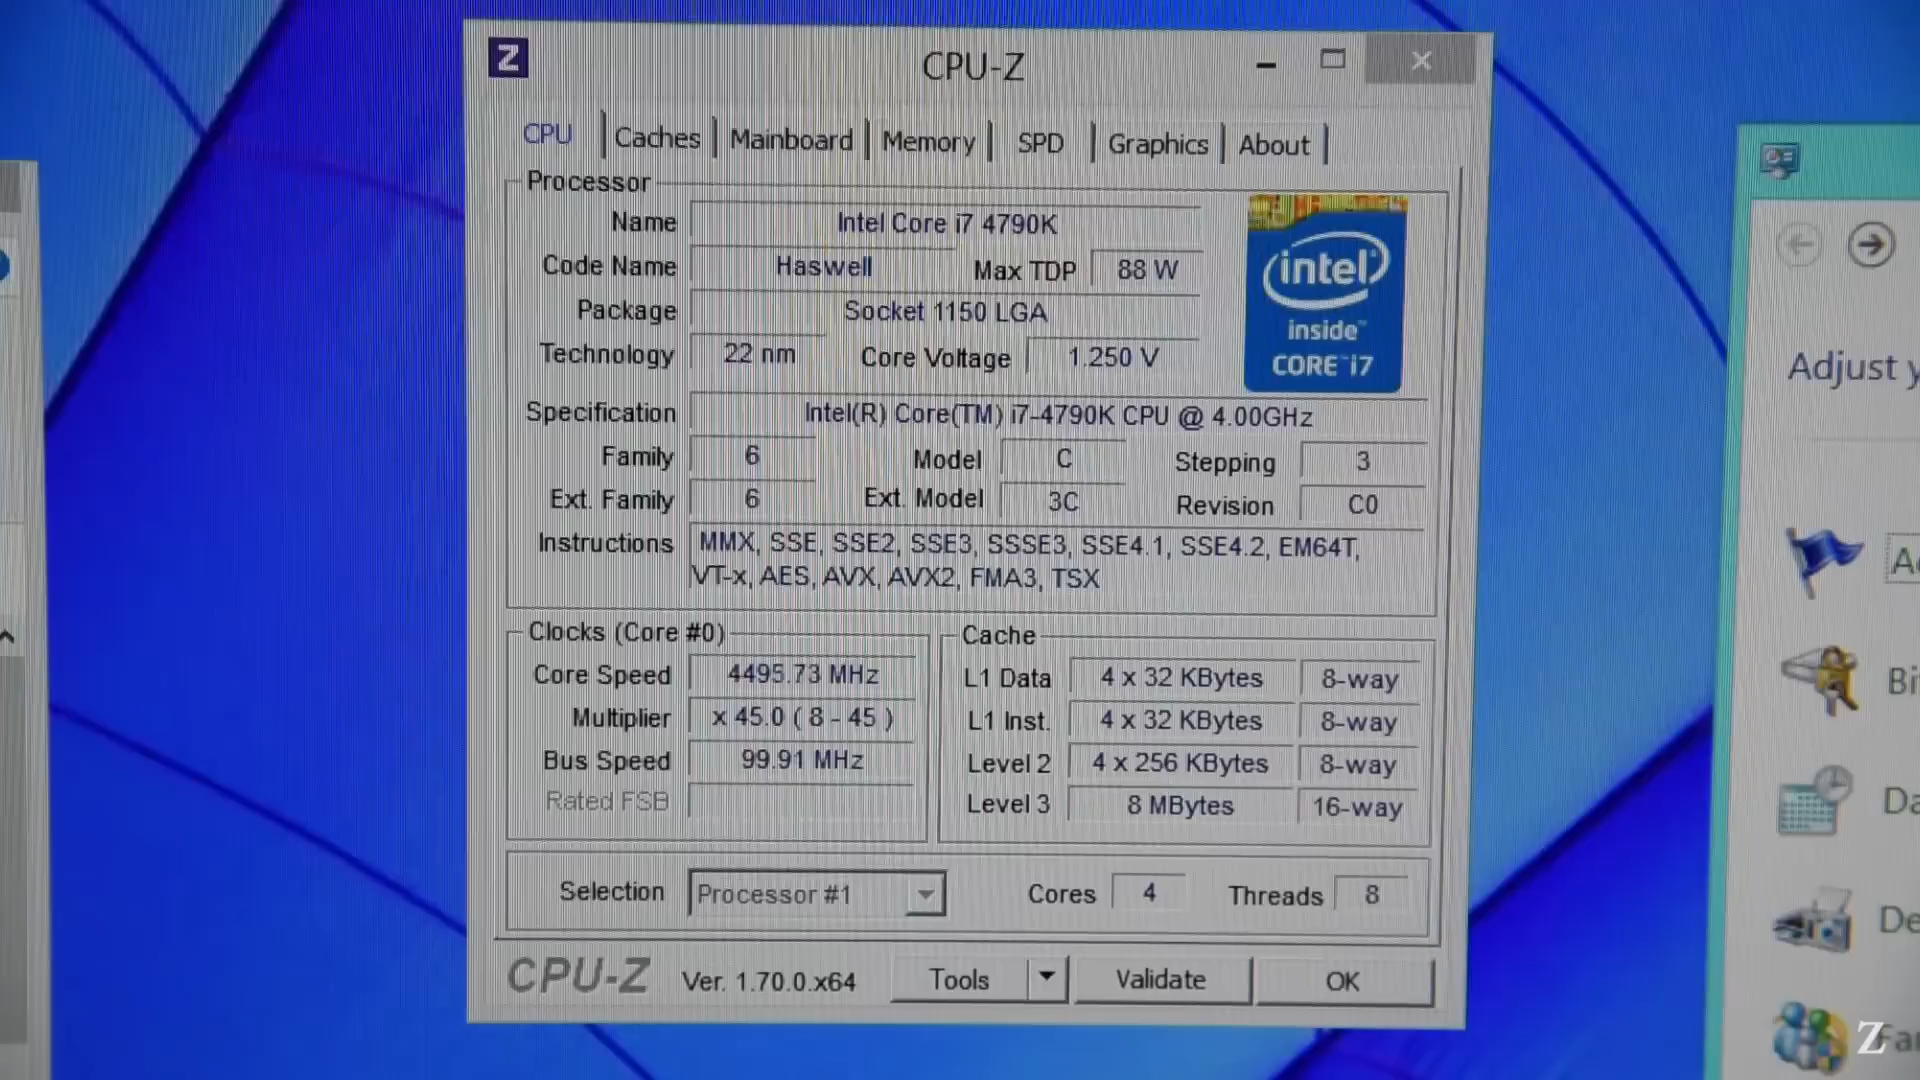 Z CPU-Z
CPU Caches Mainboard Memory SPD Graphics About
Processor
Name Intel Core i7 4790K
Code Name Haswell Max TDP 88 W
Package Socket 1150 LGA
Technology 22 nm Core Voltage 1.250 V
intel®
inside™
CORE™ i7
Specification Intel(R) Core(TM) i7-4790K CPU @ 4.00GHz
Family 6 Model C Stepping 3
Ext. Family 6 Ext. Model 3C Revision C0
Instructions MMX, SSE, SSE2, SSE3, SSSE3, SSE4.1, SSE4.2, EM64T,
VT-x, AES, AVX, AVX2, FMA3, TSX
Clocks (Core #0)
Core Speed 4495.73 MHz
Multiplier x 45.0 ( 8 - 45 )
Bus Speed 99.91 MHz
Rated FSB
Cache
L1 Data 4 x 32 KBytes 8-way
L1 Inst. 4 x 32 KBytes 8-way
Level 2 4 x 256 KBytes 8-way
Level 3 8 MBytes 16-way
Selection Processor #1 Cores 4 Threads 8
CPU-Z Ver. 1.70.0.x64 Tools Validate OK
Adjust y
Bi
Da
De
Z